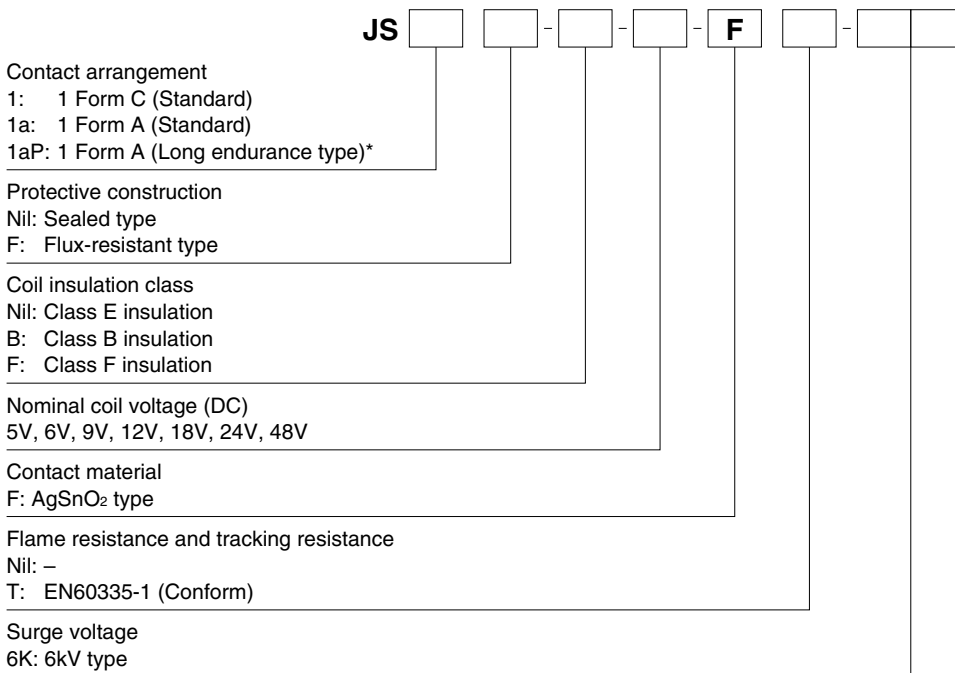 JS - - - F -
Contact arrangement
1: 1 Form C (Standard)
1a: 1 Form A (Standard)
1aP: 1 Form A (Long endurance type)*
Protective construction
Nil: Sealed type
F: Flux-resistant type
Coil insulation class
Nil: Class E insulation
B: Class B insulation
F: Class F insulation
Nominal coil voltage (DC)
5V, 6V, 9V, 12V, 18V, 24V, 48V
Contact material
F: AgSnO₂ type
Flame resistance and tracking resistance
Nil: –
T: EN60335-1 (Conform)
Surge voltage
6K: 6kV type